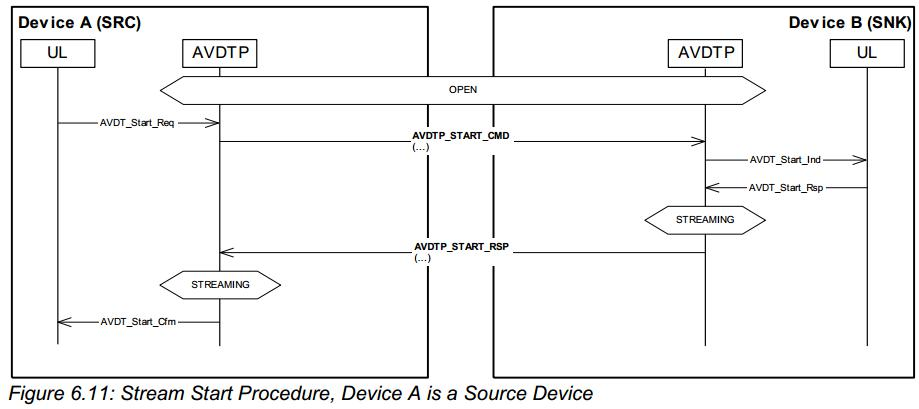 Device A (SRC)
Device B (SNK)
UL
AVDTP
AVDTP
UL
OPEN
AVDT_Start_Req
AVDTP_START_CMD
(...)
AVDT_Start_Ind
AVDT_Start_Rsp
STREAMING
AVDTP_START_RSP
(...)
STREAMING
AVDT_Start_Cfm
Figure 6.11: Stream Start Procedure, Device A is a Source Device